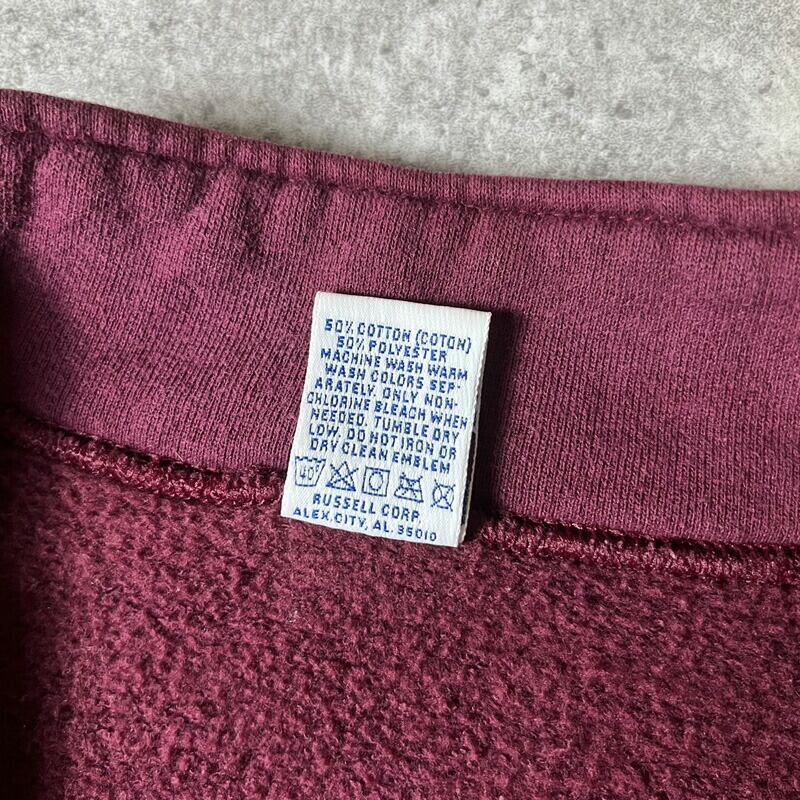 50% COTTON (COTON)
50% POLYESTER
MACHINE WASH WARM
WASH COLORS SEP-
ARATELY. ONLY NON-
CHLORINE BLEACH WHEN
NEEDED. TUMBLE DRY
LOW. DO NOT IRON OR
DRY CLEAN EMBLEM
40°
RUSSELL CORP.
ALEX.CITY, AL. 35010